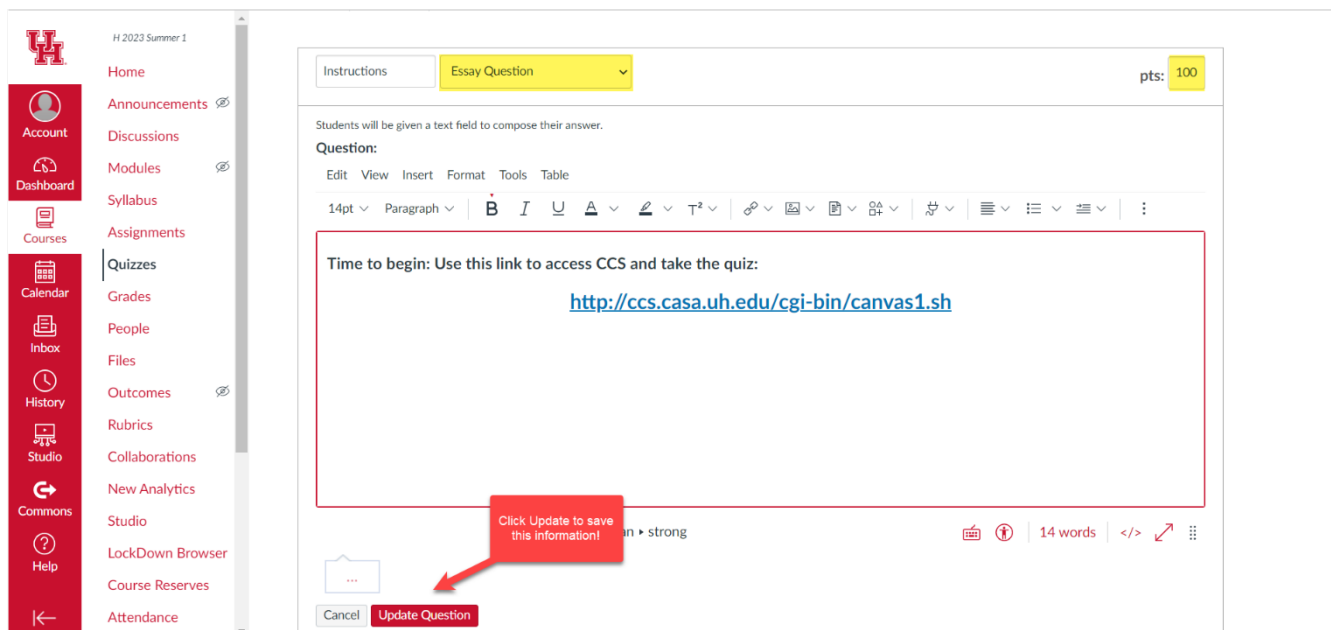 UH
Account
Dashboard
Courses
Calendar
Inbox
History
Studio
Commons
Help
H 2023 Summer 1
Home
Announcements
Discussions
Modules
Syllabus
Assignments
Quizzes
Grades
People
Files
Outcomes
Rubrics
Collaborations
New Analytics
Studio
LockDown Browser
Course Reserves
Attendance
Instructions Essay Question pts: 100
Students will be given a text field to compose their answer.
Question:
Edit View Insert Format Tools Table
14pt Paragraph B I U A T²
Time to begin: Use this link to access CCS and take the quiz:
http://ccs.casa.uh.edu/cgi-bin/canvas1.sh
Click Update to save
this information!
an ▸ strong 14 words </>
...
Cancel Update Question